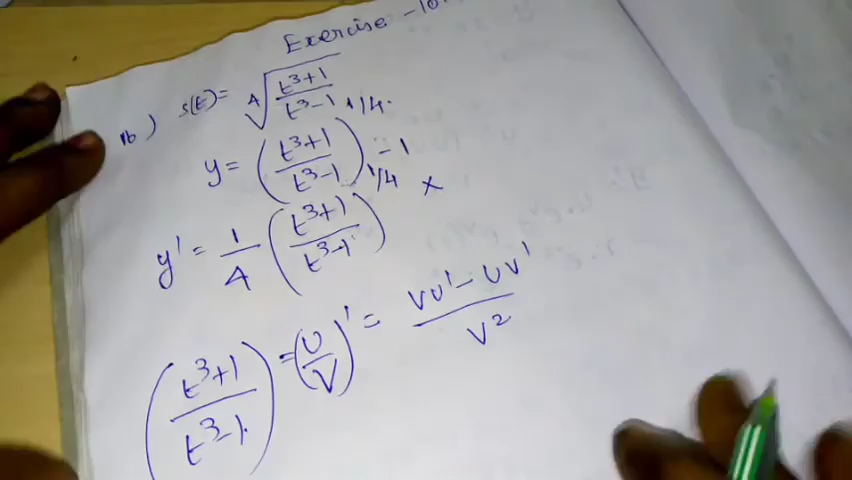 Exercise - 10.
16) s(t) = ∜((t³+1)/(t³-1))
y = ((t³+1)/(t³-1))^(1/4)
y' = 1/4 ((t³+1)/(t³-1))^(1/4 - 1) ×
((t³+1)/(t³-1)) = (U/V)' = (VU' - UV')/V²